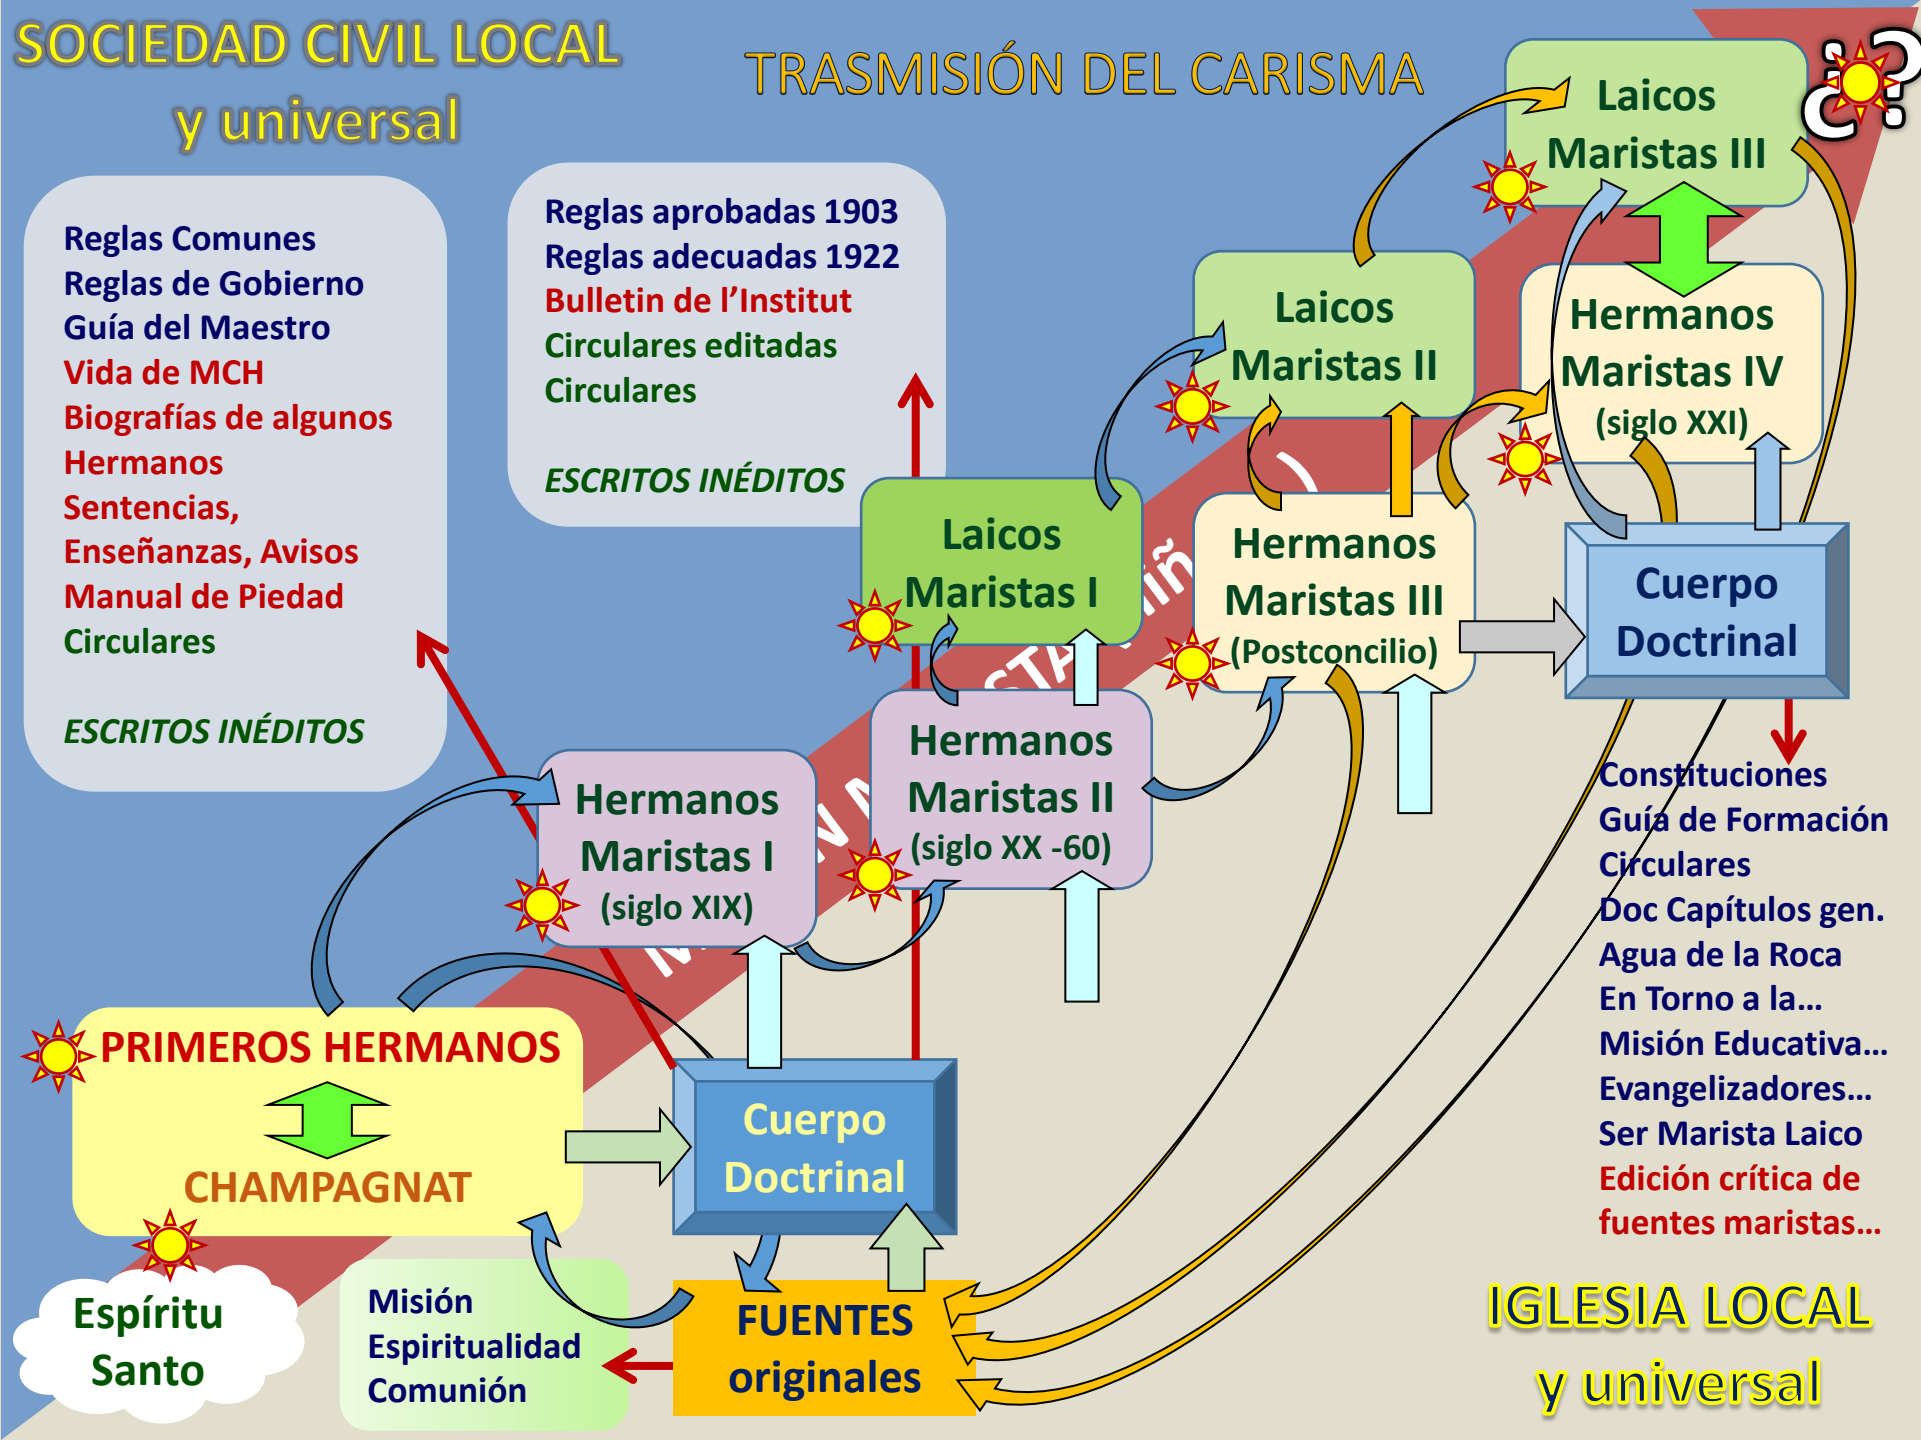 SOCIEDAD CIVIL LOCAL
y universal
TRASMISIÓN DEL CARISMA
¿?
Reglas Comunes
Reglas de Gobierno
Guía del Maestro
Vida de MCH
Biografías de algunos
Hermanos
Sentencias,
Enseñanzas, Avisos
Manual de Piedad
Circulares
ESCRITOS INÉDITOS
Reglas aprobadas 1903
Reglas adecuadas 1922
Bulletin de l’Institut
Circulares editadas
Circulares
ESCRITOS INÉDITOS
Laicos
Maristas III
Hermanos
Maristas IV
(siglo XXI)
Laicos
Maristas II
Hermanos
Maristas III
(Postconcilio)
Laicos
Maristas I
Hermanos
Maristas II
(siglo XX -60)
Hermanos
Maristas I
(siglo XIX)
Cuerpo
Doctrinal
Constituciones
Guía de Formación
Circulares
Doc Capítulos gen.
Agua de la Roca
En Torno a la…
Misión Educativa…
Evangelizadores…
Ser Marista Laico
Edición crítica de
fuentes maristas…
PRIMEROS HERMANOS
CHAMPAGNAT
Cuerpo
Doctrinal
Espíritu
Santo
Misión
Espiritualidad
Comunión
FUENTES
originales
IGLESIA LOCAL
y universal